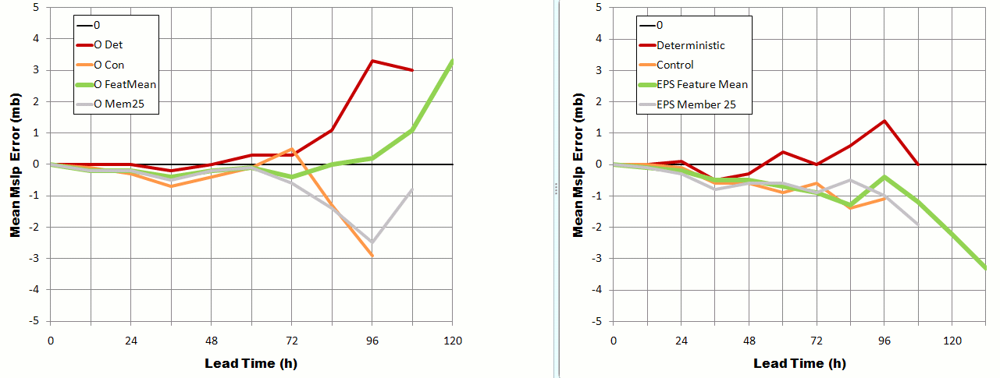 5
4
3
2
1
0
-1
-2
-3
-4
-5
Mean Mslp Error (mb)
0
O Det
O Con
O FeatMean
O Mem25
0 24 48 72 96 120
Lead Time (h)
5
4
3
2
1
0
-1
-2
-3
-4
-5
Mean Mslp Error (mb)
0
Deterministic
Control
EPS Feature Mean
EPS Member 25
0 24 48 72 96 120
Lead Time (h)